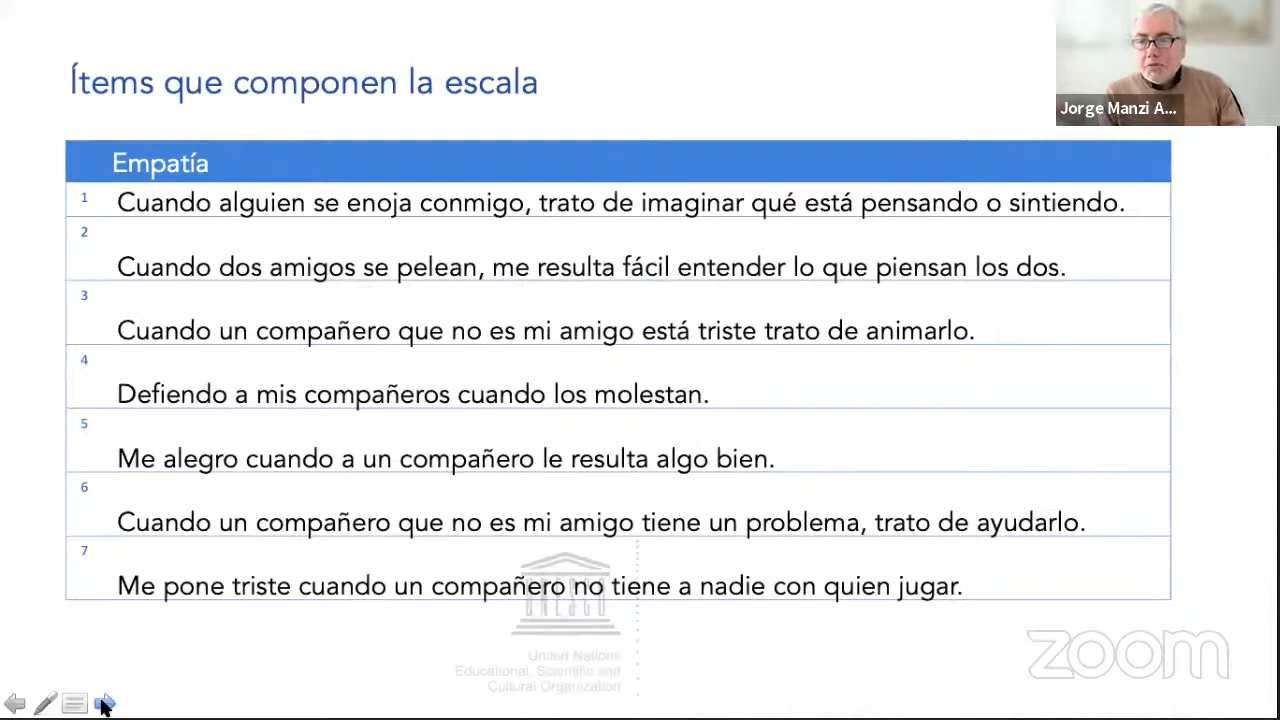 Ítems que componen la escala
Jorge Manzi A...
Empatía
1 Cuando alguien se enoja conmigo, trato de imaginar qué está pensando o sintiendo.
2 Cuando dos amigos se pelean, me resulta fácil entender lo que piensan los dos.
3 Cuando un compañero que no es mi amigo está triste trato de animarlo.
4 Defiendo a mis compañeros cuando los molestan.
5 Me alegro cuando a un compañero le resulta algo bien.
6 Cuando un compañero que no es mi amigo tiene un problema, trato de ayudarlo.
7 Me pone triste cuando un compañero no tiene a nadie con quien jugar.
UNESCO
United Nations
Educational, Scientific and
Cultural Organization
zoom